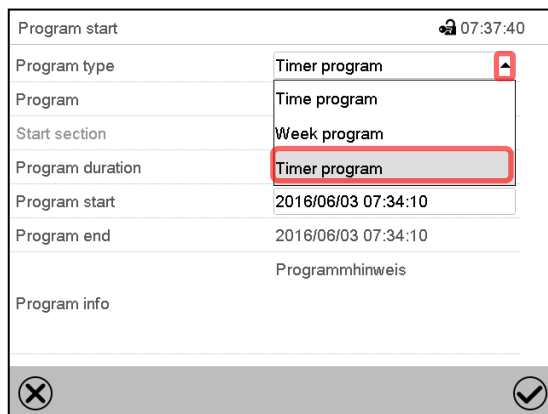 Program start 07:37:40
Program type Timer program
Program Time program
Start section Week program
Program duration Timer program
Program start 2016/06/03 07:34:10
Program end 2016/06/03 07:34:10
Programmhinweis
Program info